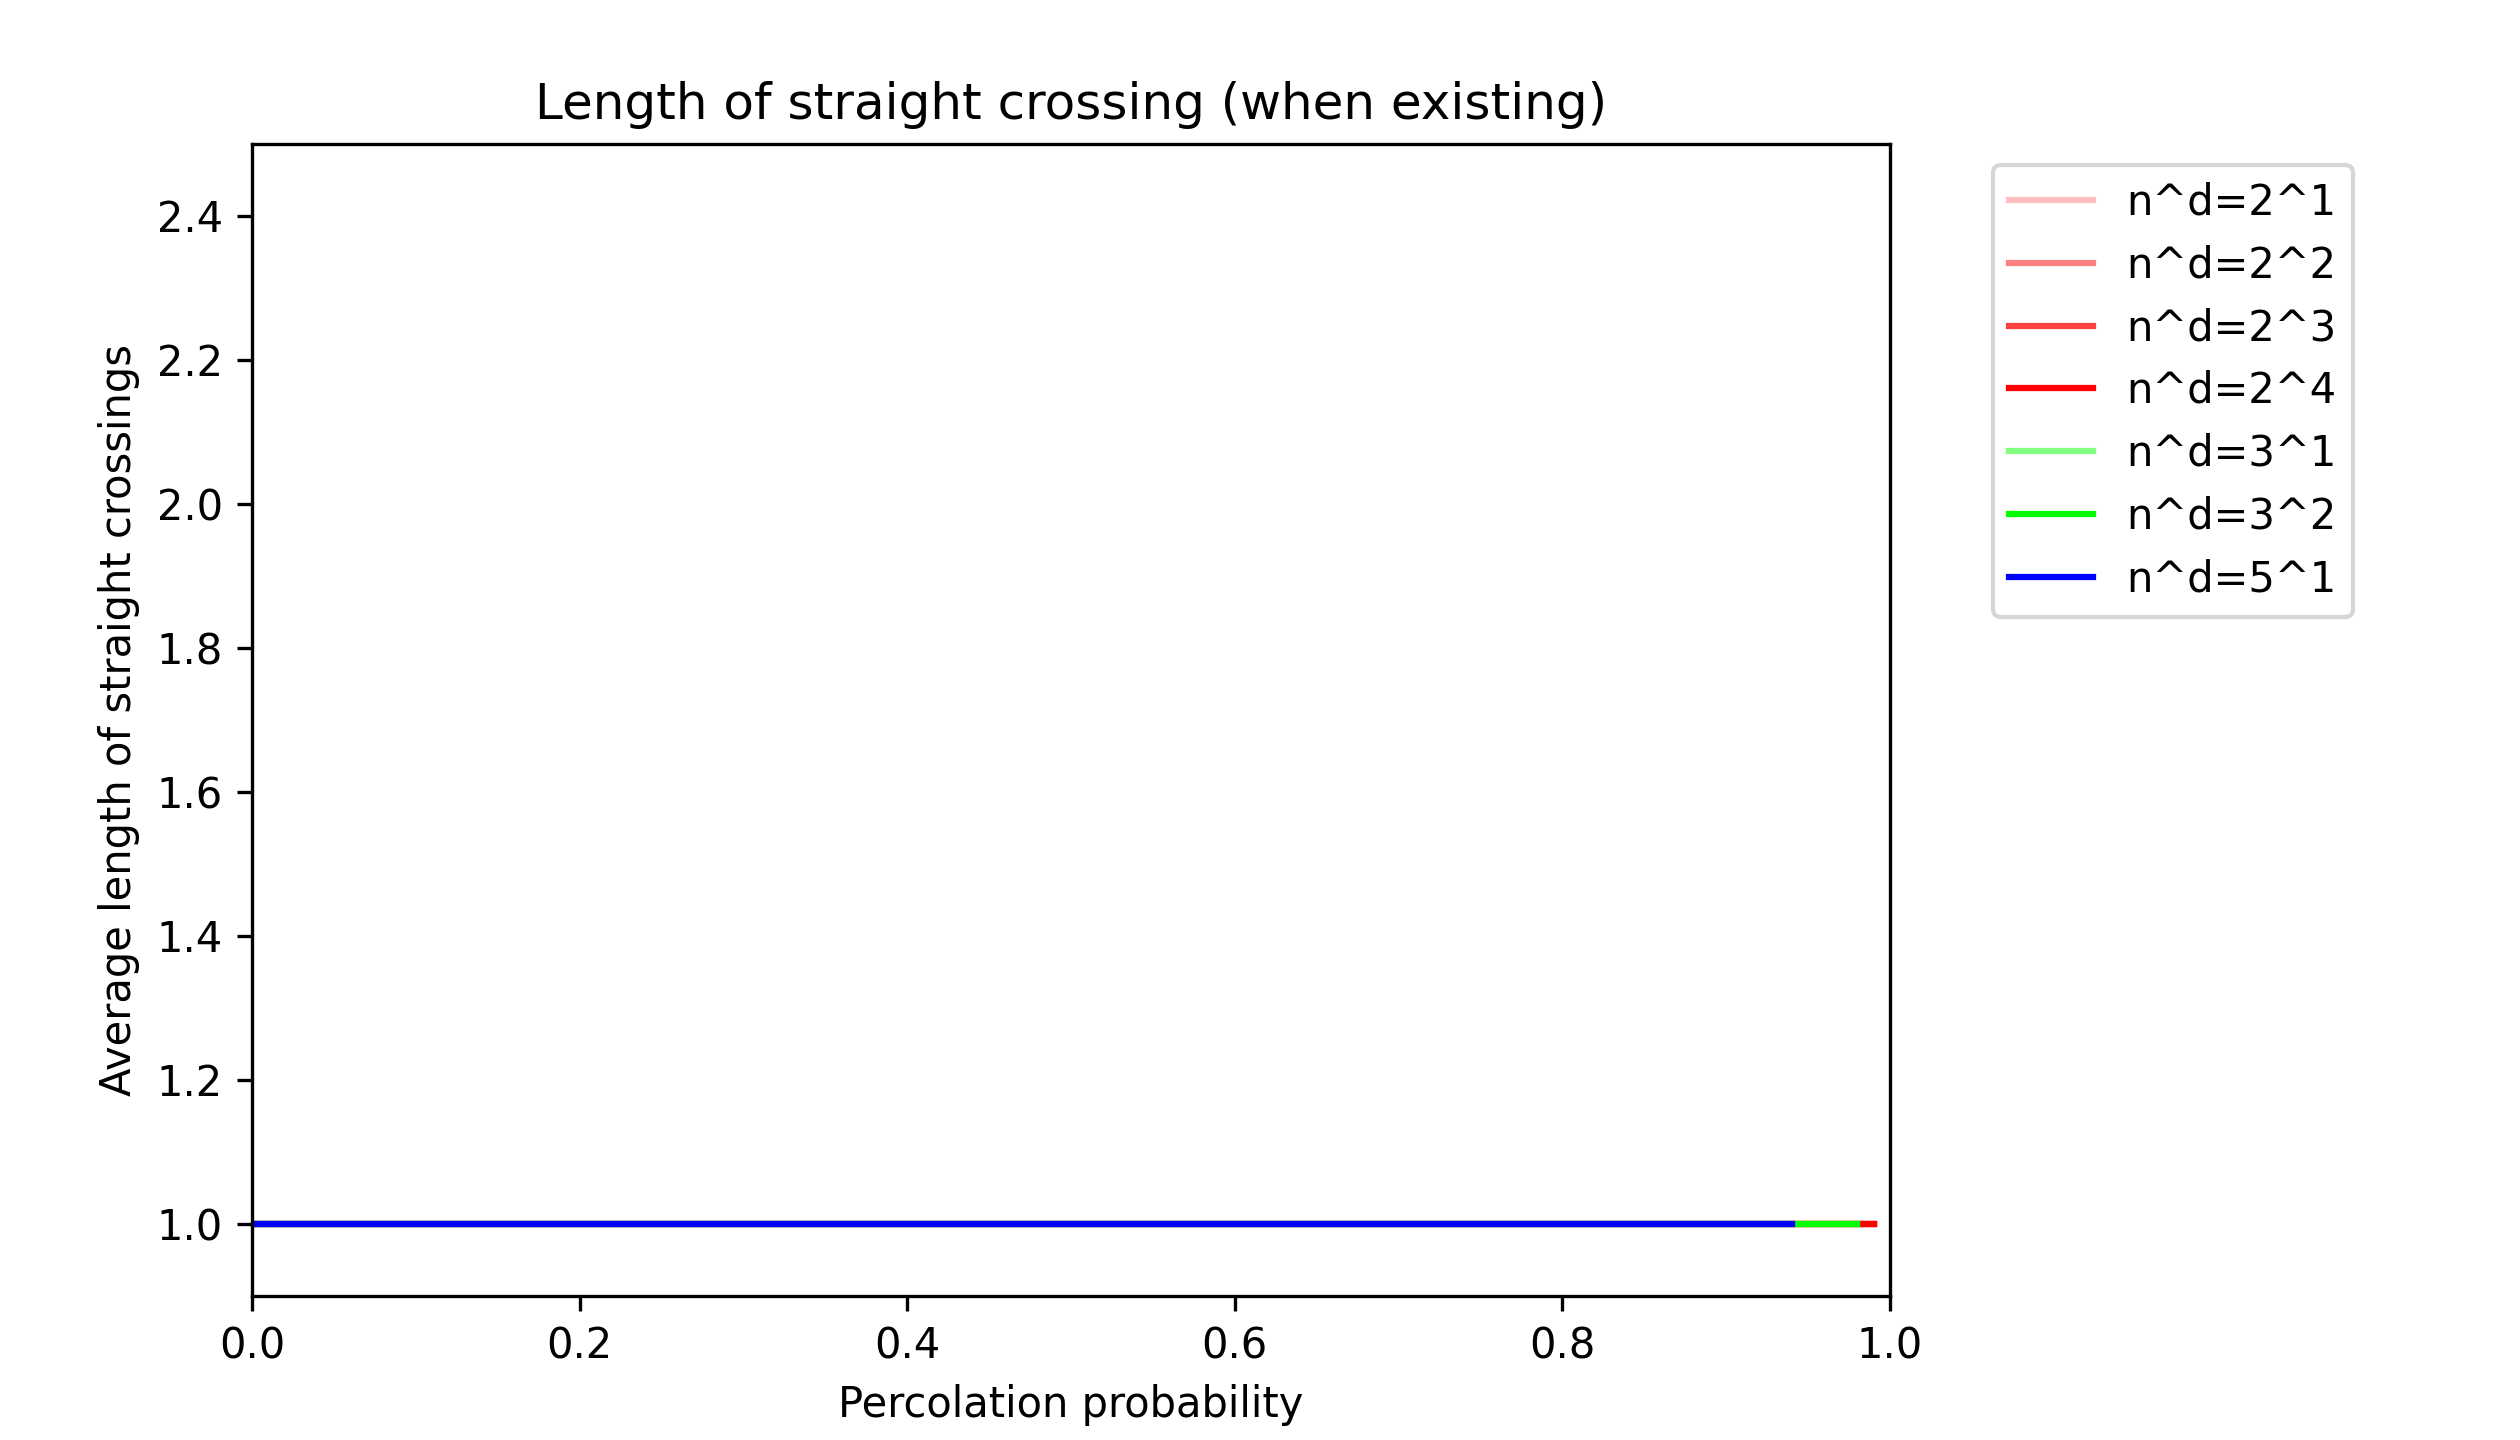 Length of straight crossing (when existing)
Average length of straight crossings
2.4
2.2
2.0
1.8
1.6
1.4
1.2
1.0
0.0 0.2 0.4 0.6 0.8 1.0
Percolation probability
n^d=2^1
n^d=2^2
n^d=2^3
n^d=2^4
n^d=3^1
n^d=3^2
n^d=5^1